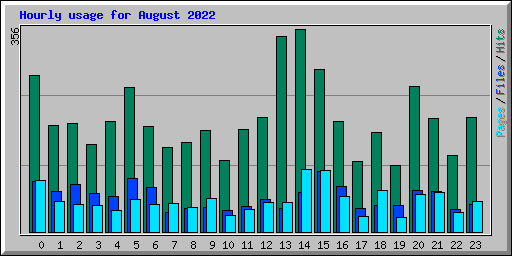 Hourly usage for August 2022
356
Pages / Files / Hits
0 1 2 3 4 5 6 7 8 9 10 11 12 13 14 15 16 17 18 19 20 21 22 23